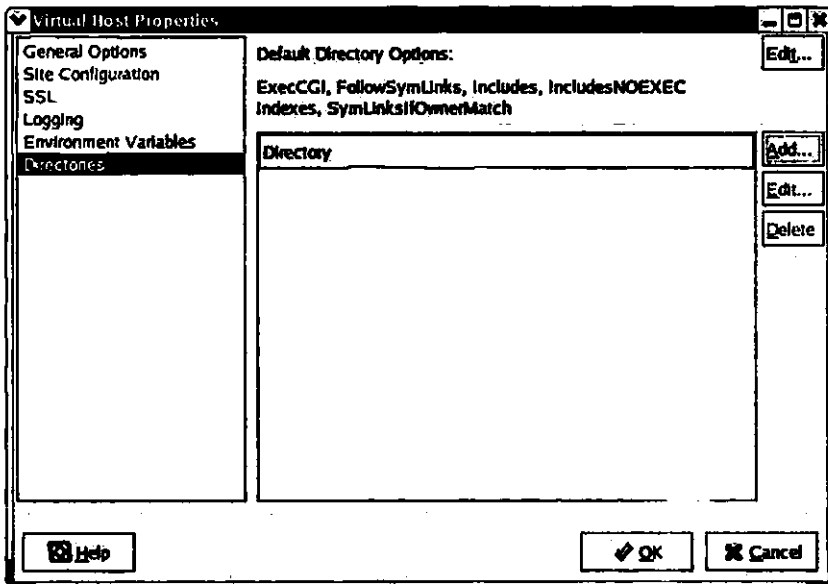 Virtual Host Properties
General Options
Site Configuration
SSL
Logging
Environment Variables
Directories
Default Directory Options:
Edit...
ExecCGI, FollowSymLinks, Includes, IncludesNOEXEC
Indexes, SymLinksIfOwnerMatch
Directory
Add...
Edit...
Delete
Help
OK
Cancel